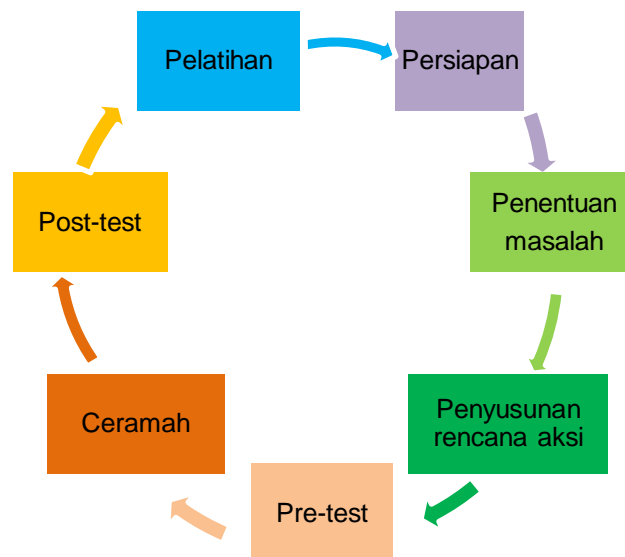 Pelatihan
Persiapan
Penentuan
masalah
Penyusunan
rencana aksi
Pre-test
Ceramah
Post-test